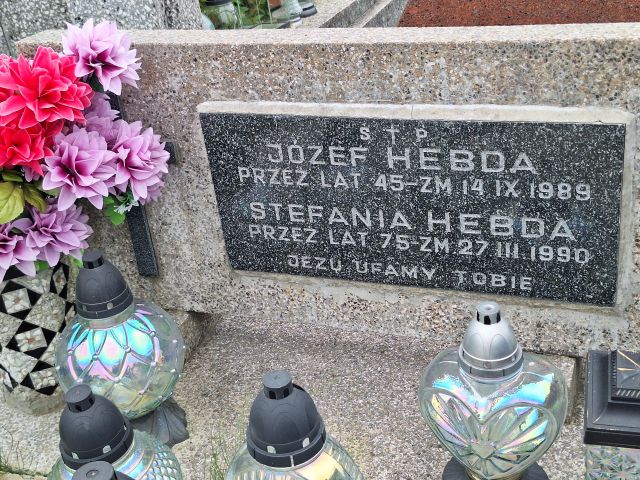 Ś † P
JÓZEF HEBDA
PRZEZ LAT 45-ZM 14 IX 1989
STEFANIA HEBDA
PRZEZ LAT 75-ZM 27 III 1990
JEZU UFAMY TOBIE